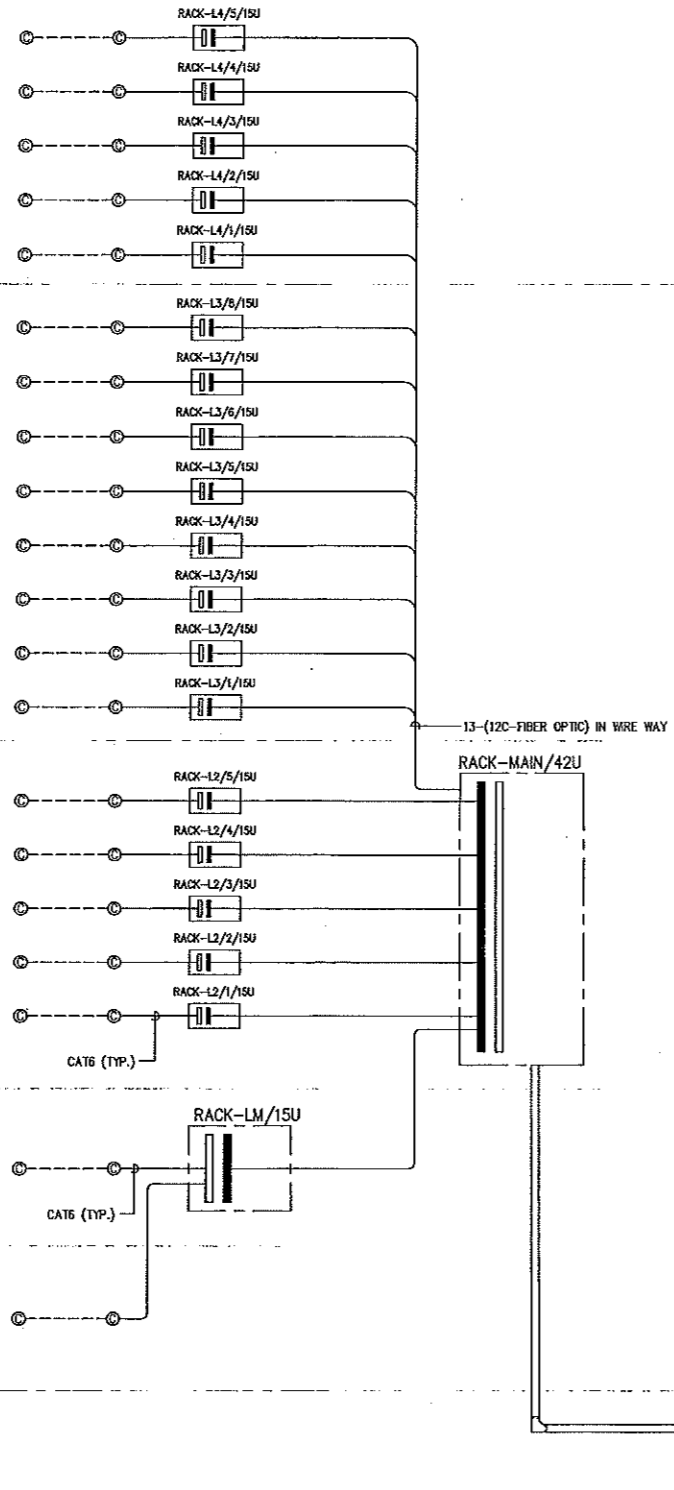 RACK-L4/5/15U
© ©
RACK-L4/4/15U
© ©
RACK-L4/3/15U
© ©
RACK-L4/2/15U
© ©
RACK-L4/1/15U
© ©
RACK-L3/8/15U
© ©
RACK-L3/7/15U
© ©
RACK-L3/6/15U
© ©
RACK-L3/5/15U
© ©
RACK-L3/4/15U
© ©
RACK-L3/3/15U
© ©
RACK-L3/2/15U
© ©
RACK-L3/1/15U
© ©
13-(12C-FIBER OPTIC) IN WIRE WAY
RACK-MAIN/42U
RACK-L2/5/15U
© ©
RACK-L2/4/15U
© ©
RACK-L2/3/15U
© ©
RACK-L2/2/15U
© ©
RACK-L2/1/15U
© ©
CAT6 (TYP.)
RACK-LM/15U
© ©
CAT6 (TYP.)
© ©